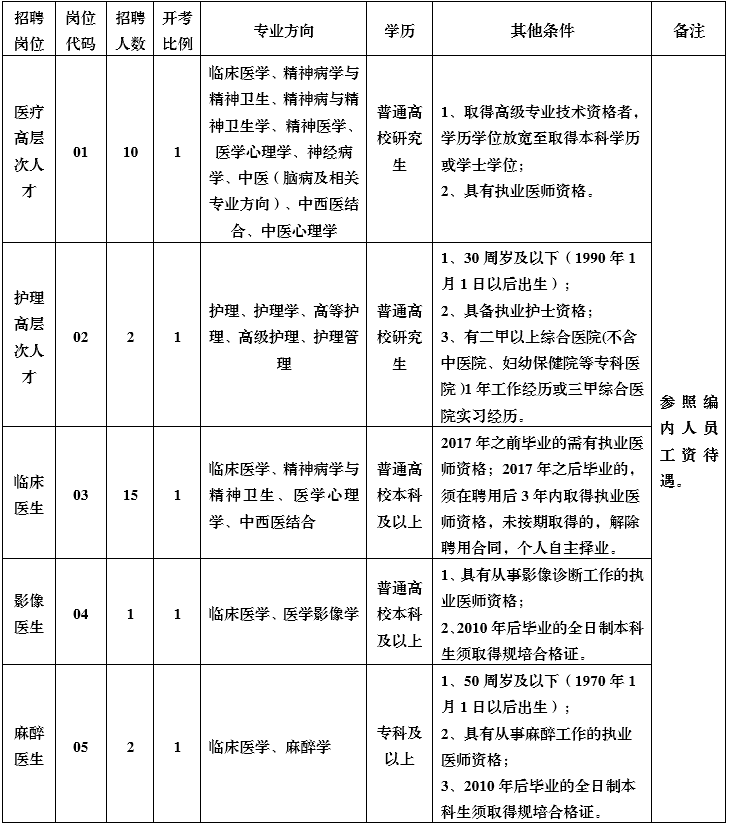 招聘岗位 岗位代码 招聘人数 开考比例 专业方向 学历 其他条件 备注
医疗
高层
次人
才
01
10
1
临床医学、精神病学与
精神卫生、精神病与精
神卫生学、精神医学、
医学心理学、神经病
学、中医（脑病及相关
专业方向）、中西医结
合、中医心理学
普通高
校研究
生
1、取得高级专业技术资格者，
学历学位放宽至取得本科学历
或学士学位；
2、具有执业医师资格。
护理
高层
次人
才
02
2
1
护理、护理学、高等护
理、高级护理、护理管
理
普通高
校研究
生
1、30 周岁及以下（1990 年 1
月 1 日以后出生）；
2、具备执业护士资格；
3、有二甲以上综合医院(不含
中医院、妇幼保健院等专科医
院)1 年工作经历或三甲综合医
院实习经历。
临床
医生
03
15
1
临床医学、精神病学与
精神卫生、医学心理
学、中西医结合
普通高
校本科
及以上
2017 年之前毕业的需有执业医
师资格；2017 年之后毕业的，
须在聘用后 3 年内取得执业医
师资格，未按期取得的，解除
聘用合同，个人自主择业。
影像
医生
04
1
1
临床医学、医学影像学
普通高
校本科
及以上
1、具有从事影像诊断工作的执
业医师资格；
2、2010 年后毕业的全日制本科
生须取得规培合格证。
麻醉
医生
05
2
1
临床医学、麻醉学
专科及
以上
1、50 周岁及以下（1970 年 1
月 1 日以后出生）；
2、具有从事麻醉工作的执业
医师资格；
3、2010 年后毕业的全日制本
科生须取得规培合格证。
参照编
内人员
工资待
遇。